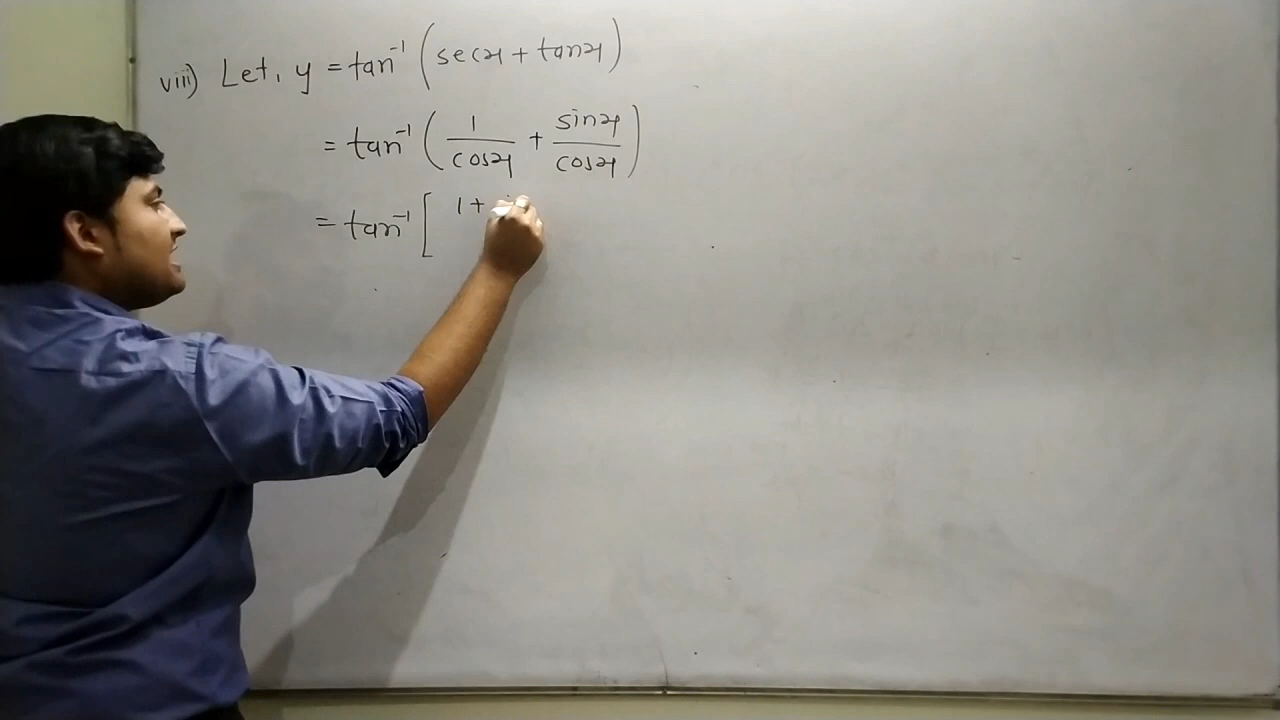 viii) Let, y = tan⁻¹ (secx + tanx)
= tan⁻¹ (1/cosx + sinx/cosx)
= tan⁻¹ [ 1 +